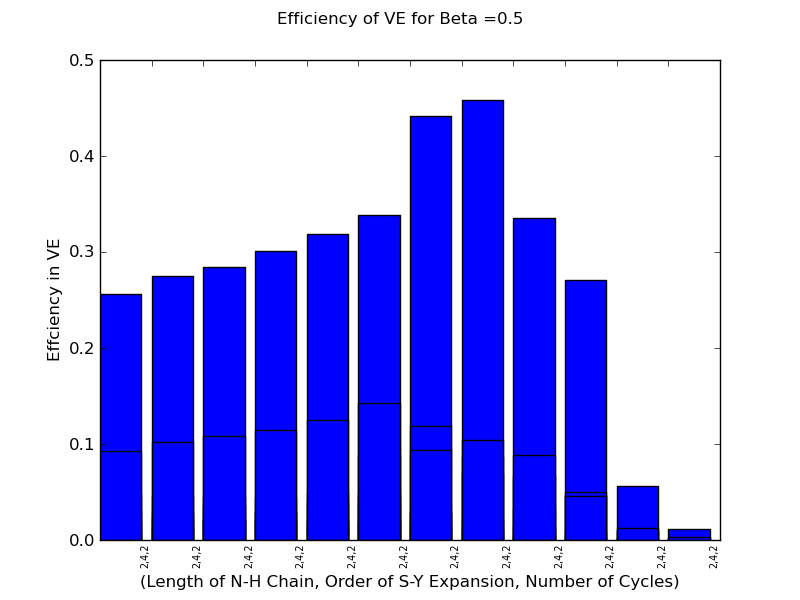 Efficiency of VE for Beta =0.5
0.5
0.4
0.3
0.2
0.1
0.0
Effciency in VE
2,4,2 2,4,2 2,4,2 2,4,2 2,4,2 2,4,2 2,4,2 2,4,2 2,4,2 2,4,2 2,4,2 2,4,2
(Length of N-H Chain, Order of S-Y Expansion, Number of Cycles)